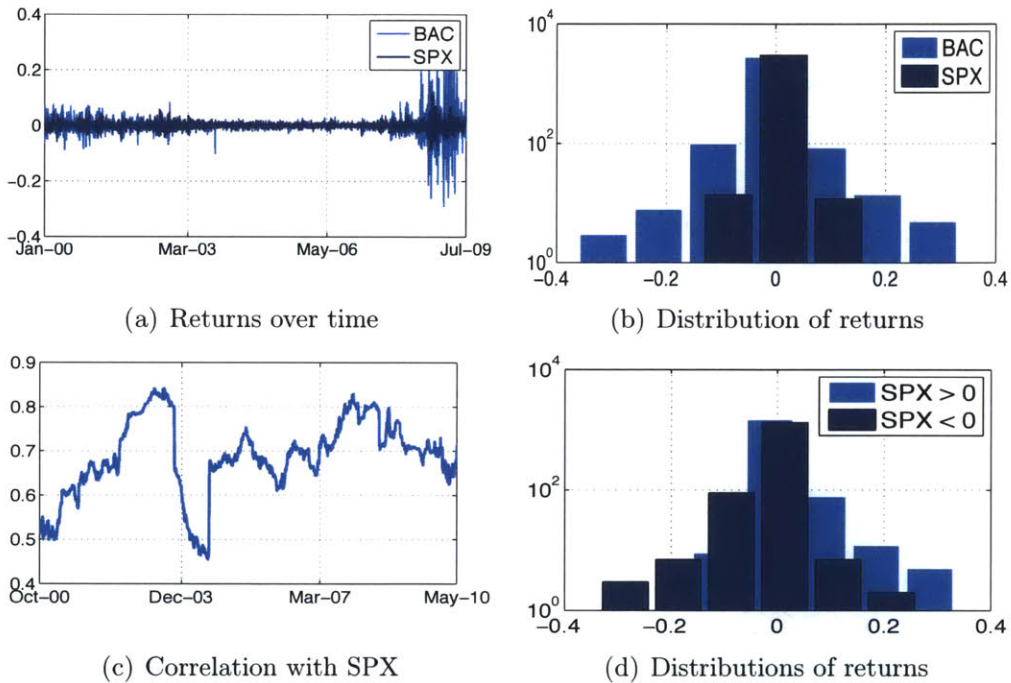 0.4
0.2
0
−0.2
−0.4
Jan−00 Mar−03 May−06 Jul−09
BAC
SPX
(a) Returns over time
10^4
10^2
10^0
−0.4 −0.2 0 0.2 0.4
BAC
SPX
(b) Distribution of returns
0.9
0.8
0.7
0.6
0.5
0.4
Oct−00 Dec−03 Mar−07 May−10
(c) Correlation with SPX
10^4
10^2
10^0
−0.4 −0.2 0 0.2 0.4
SPX > 0
SPX < 0
(d) Distributions of returns